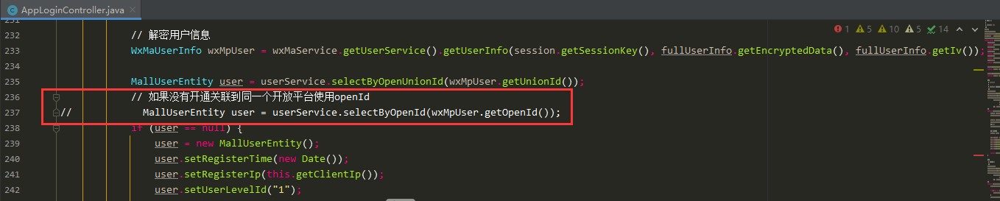 AppLoginController.java
231
232 // 解密用户信息
1 5 10 5 14
233 WxMaUserInfo wxMpUser = wxMaService.getUserService().getUserInfo(session.getSessionKey(), fullUserInfo.getEncryptedData(), fullUserInfo.getIv());
234
235 MallUserEntity user = userService.selectByOpenUnionId(wxMpUser.getUnionId());
236 // 如果没有开通关联到同一个开放平台使用openId
237 // MallUserEntity user = userService.selectByOpenId(wxMpUser.getOpenId());
238 if (user == null) {
239 user = new MallUserEntity();
240 user.setRegisterTime(new Date());
241 user.setRegisterIp(this.getClientIp());
242 user.setUserLevelId("1");